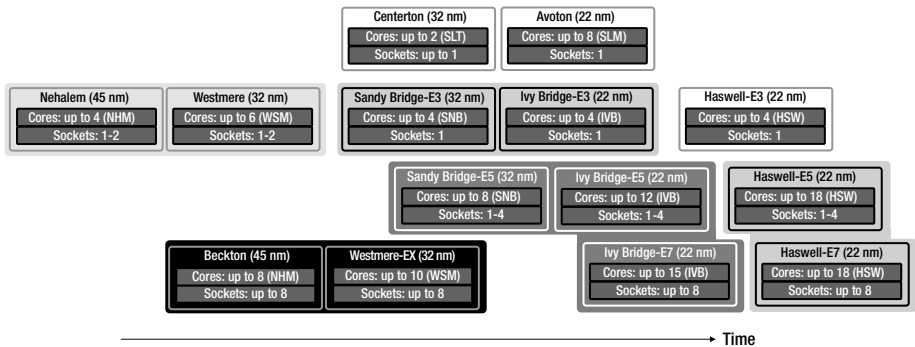 Centerton (32 nm)
Cores: up to 2 (SLT)
Sockets: up to 1
Avoton (22 nm)
Cores: up to 8 (SLM)
Sockets: 1
Nehalem (45 nm)
Cores: up to 4 (NHM)
Sockets: 1-2
Westmere (32 nm)
Cores: up to 6 (WSM)
Sockets: 1-2
Sandy Bridge-E3 (32 nm)
Cores: up to 4 (SNB)
Sockets: 1
Ivy Bridge-E3 (22 nm)
Cores: up to 4 (IVB)
Sockets: 1
Haswell-E3 (22 nm)
Cores: up to 4 (HSW)
Sockets: 1
Sandy Bridge-E5 (32 nm)
Cores: up to 8 (SNB)
Sockets: 1-4
Ivy Bridge-E5 (22 nm)
Cores: up to 12 (IVB)
Sockets: 1-4
Haswell-E5 (22 nm)
Cores: up to 18 (HSW)
Sockets: 1-4
Beckton (45 nm)
Cores: up to 8 (NHM)
Sockets: up to 8
Westmere-EX (32 nm)
Cores: up to 10 (WSM)
Sockets: up to 8
Ivy Bridge-E7 (22 nm)
Cores: up to 15 (IVB)
Sockets: up to 8
Haswell-E7 (22 nm)
Cores: up to 18 (HSW)
Sockets: up to 8
Time